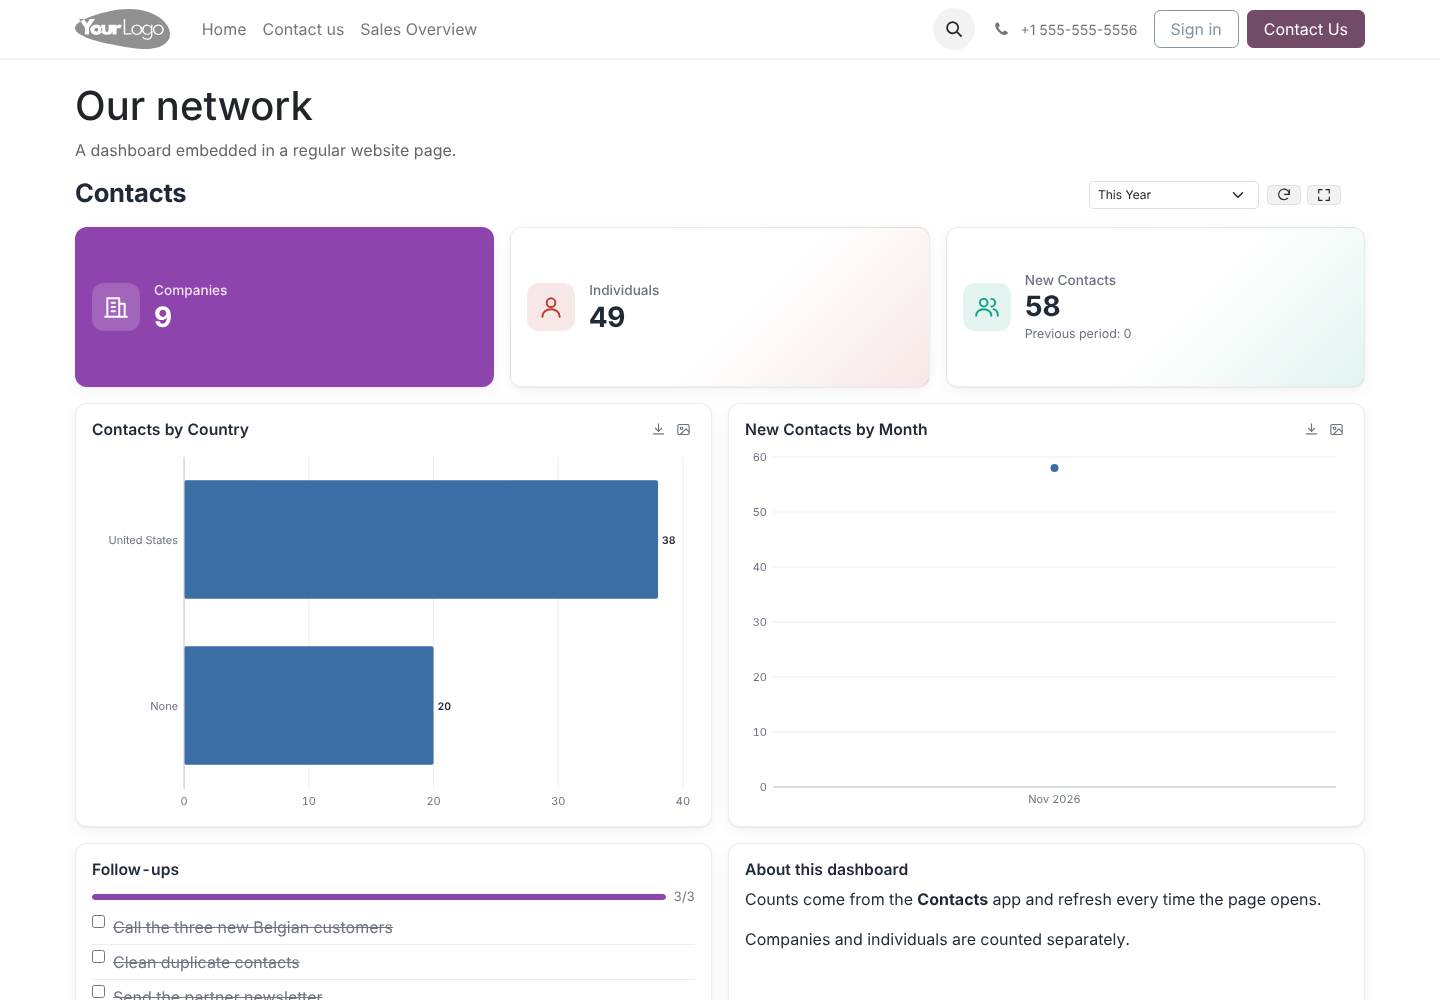 YourLogo
Home Contact us Sales Overview
+1 555-555-5556
Sign in
Contact Us
Our network
A dashboard embedded in a regular website page.
Contacts
This Year
Companies
9
Individuals
49
New Contacts
58
Previous period: 0
Contacts by Country
United States
38
None
20
0 10 20 30 40
New Contacts by Month
60
50
40
30
20
10
0
Nov 2026
Follow-ups
3/3
Call the three new Belgian customers
Clean duplicate contacts
Send the partner newsletter
About this dashboard
Counts come from the Contacts app and refresh every time the page opens.
Companies and individuals are counted separately.